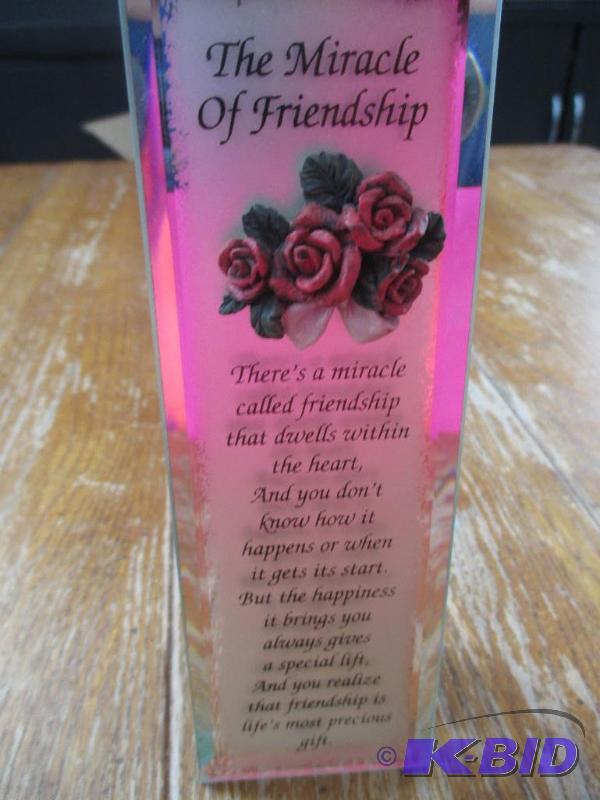 The Miracle
Of Friendship
There's a miracle
called friendship
that dwells within
the heart,
And you don't
know how it
happens or when
it gets its start.
But the happiness
it brings you
always gives
a special lift,
And you realize
that friendship is
life's most precious
gift.
© K-BID